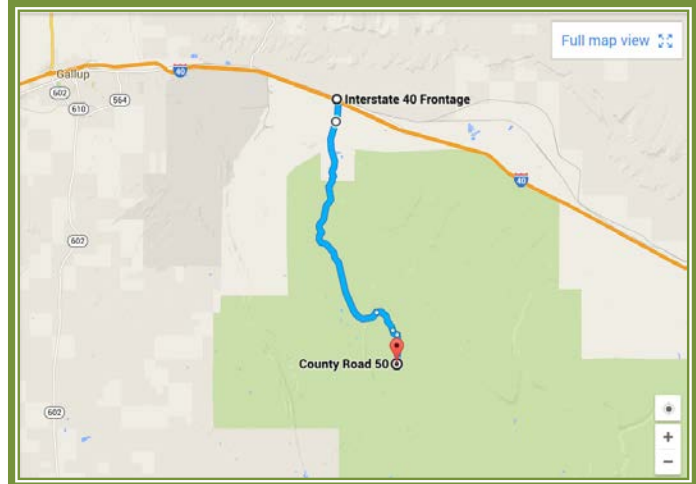 Full map view
Gallup
40
602
564
610
Interstate 40 Frontage
40
602
County Road 50
602
+
−